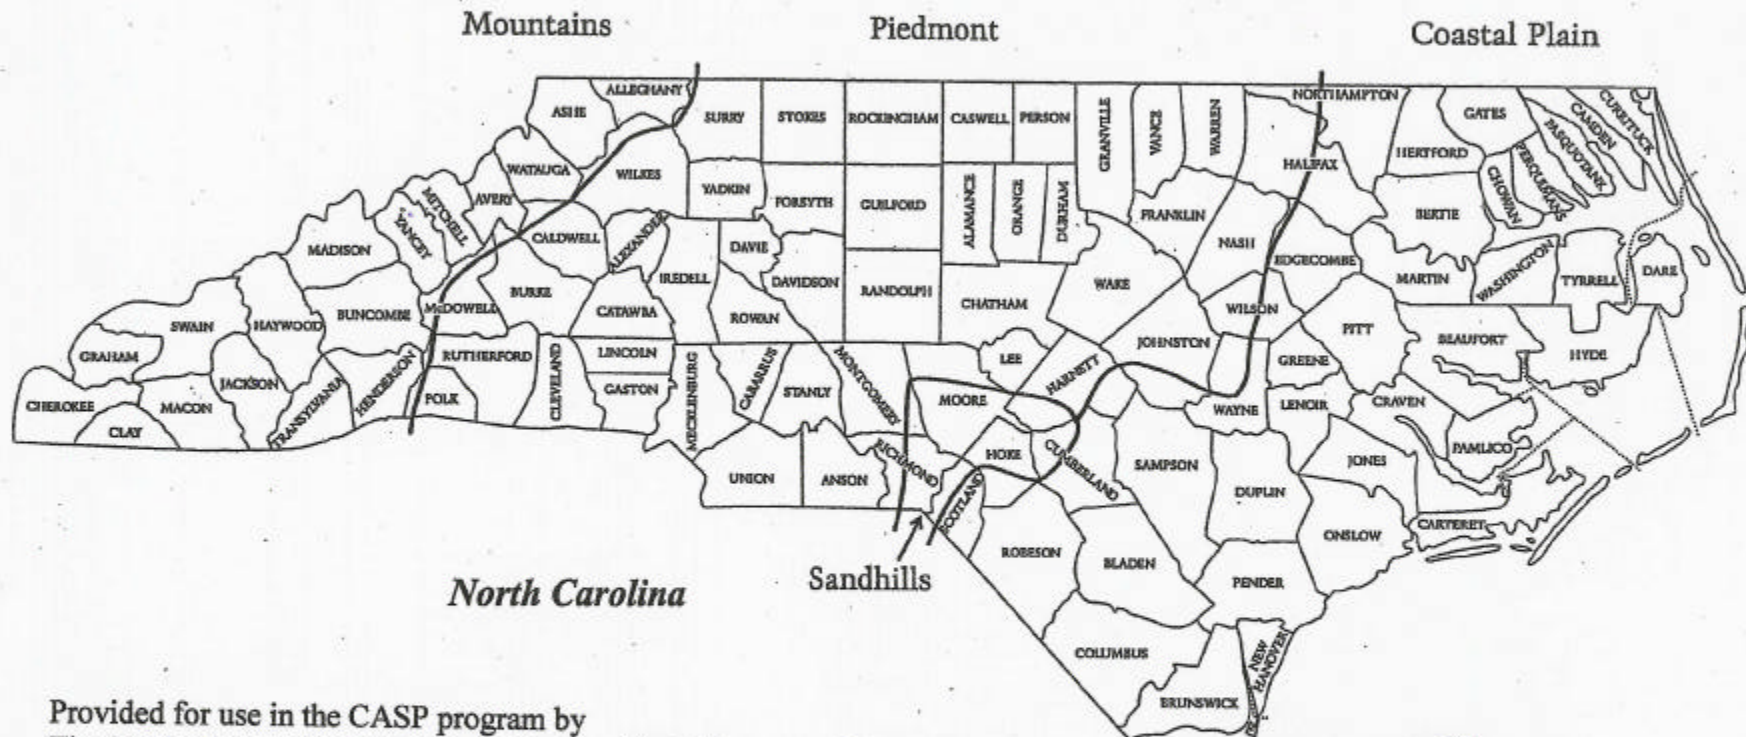 Mountains Piedmont Coastal Plain
ALLEGHANY
ASHE
SURRY STOKES ROCKINGHAM CASWELL PERSON GRANVILLE VANCE WARREN NORTHAMPTON GATES CAMDEN CURRITUCK
WATAUGA WILKES HALIFAX HERTFORD PASQUOTANK PERQUIMANS CHOWAN
MITCHELL AVERY YADKIN FORSYTH GUILFORD ALAMANCE ORANGE DURHAM FRANKLIN BERTIE
MADISON YANCEY CALDWELL ALEXANDER DAVIE NASH EDGECOMBE
IREDELL DAVIDSON RANDOLPH CHATHAM WAKE MARTIN WASHINGTON TYRRELL DARE
SWAIN HAYWOOD BUNCOMBE McDOWELL BURKE CATAWBA ROWAN WILSON PITT BEAUFORT HYDE
GRAHAM JACKSON RUTHERFORD CLEVELAND LINCOLN CABARRUS MONTGOMERY LEE HARNETT JOHNSTON GREENE
CHEROKEE MACON TRANSYLVANIA HENDERSON POLK GASTON MECKLENBURG STANLY MOORE WAYNE LENOIR CRAVEN
CLAY PAMLICO
UNION ANSON RICHMOND HOKE CUMBERLAND SAMPSON JONES
SCOTLAND DUPLIN
ROBESON BLADEN ONSLOW CARTERET
Sandhills
North Carolina
PENDER
COLUMBUS NEW HANOVER
BRUNSWICK
Provided for use in the CASP program by